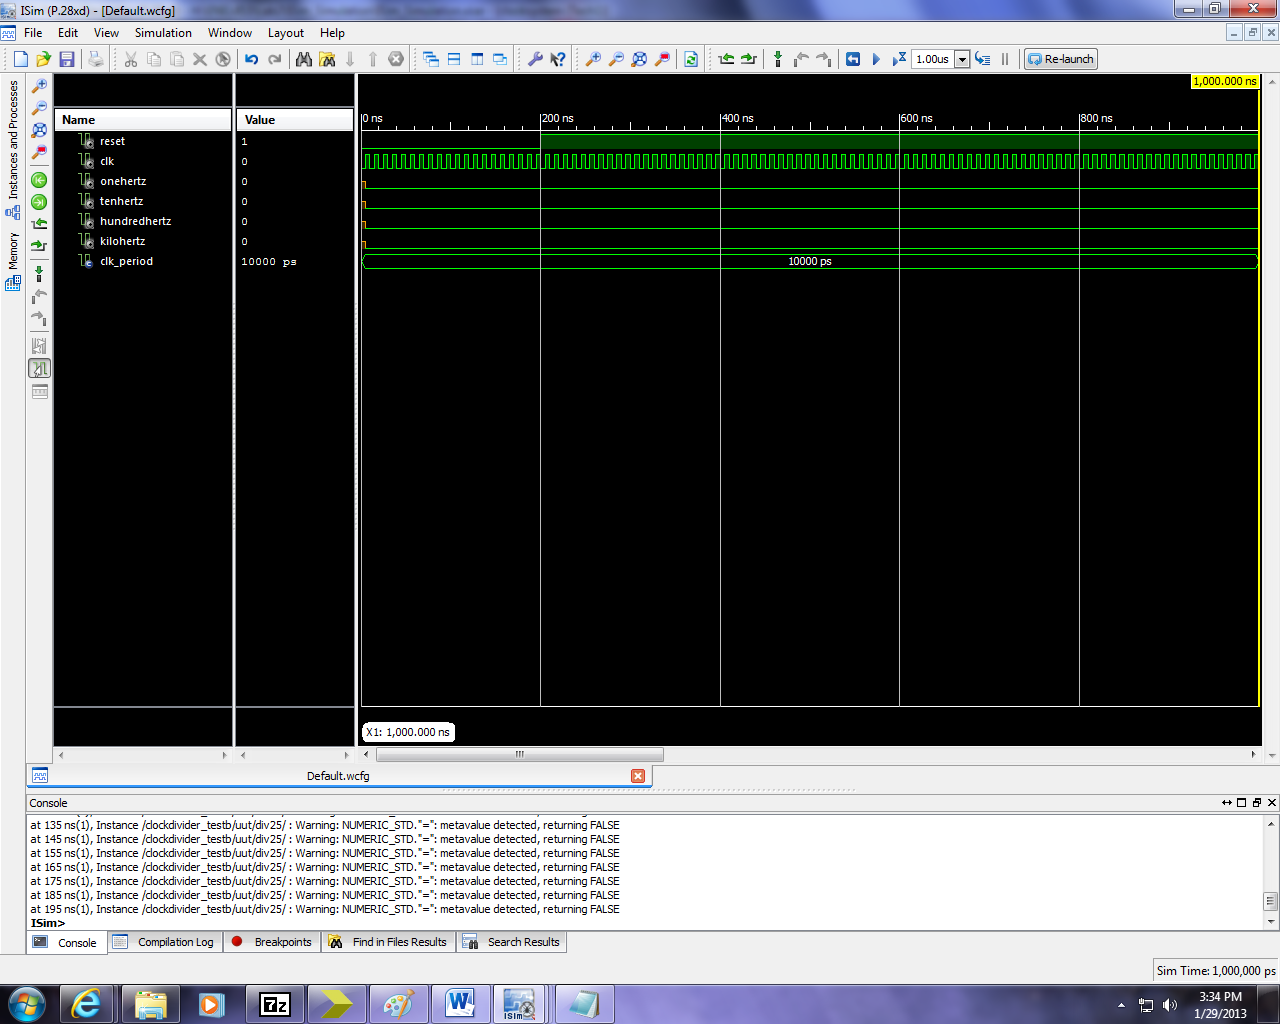 ISim (P.28xd) - [Default.wcfg]
File Edit View Simulation Window Layout Help
1.00us Re-launch
1,000.000 ns
Instances and Processes
Memory
Name Value
0 ns 200 ns 400 ns 600 ns 800 ns
reset 1
clk 0
onehertz 0
tenhertz 0
hundredhertz 0
kilohertz 0
clk_period 10000 ps 10000 ps
X1: 1,000.000 ns
Default.wcfg
Console
at 135 ns(1), Instance /clockdivider_testb/uut/div25/ : Warning: NUMERIC_STD."=": metavalue detected, returning FALSE
at 145 ns(1), Instance /clockdivider_testb/uut/div25/ : Warning: NUMERIC_STD."=": metavalue detected, returning FALSE
at 155 ns(1), Instance /clockdivider_testb/uut/div25/ : Warning: NUMERIC_STD."=": metavalue detected, returning FALSE
at 165 ns(1), Instance /clockdivider_testb/uut/div25/ : Warning: NUMERIC_STD."=": metavalue detected, returning FALSE
at 175 ns(1), Instance /clockdivider_testb/uut/div25/ : Warning: NUMERIC_STD."=": metavalue detected, returning FALSE
at 185 ns(1), Instance /clockdivider_testb/uut/div25/ : Warning: NUMERIC_STD."=": metavalue detected, returning FALSE
at 195 ns(1), Instance /clockdivider_testb/uut/div25/ : Warning: NUMERIC_STD."=": metavalue detected, returning FALSE
ISim>
Console Compilation Log Breakpoints Find in Files Results Search Results
Sim Time: 1,000,000 ps
7z W ISim 3:34 PM
1/29/2013